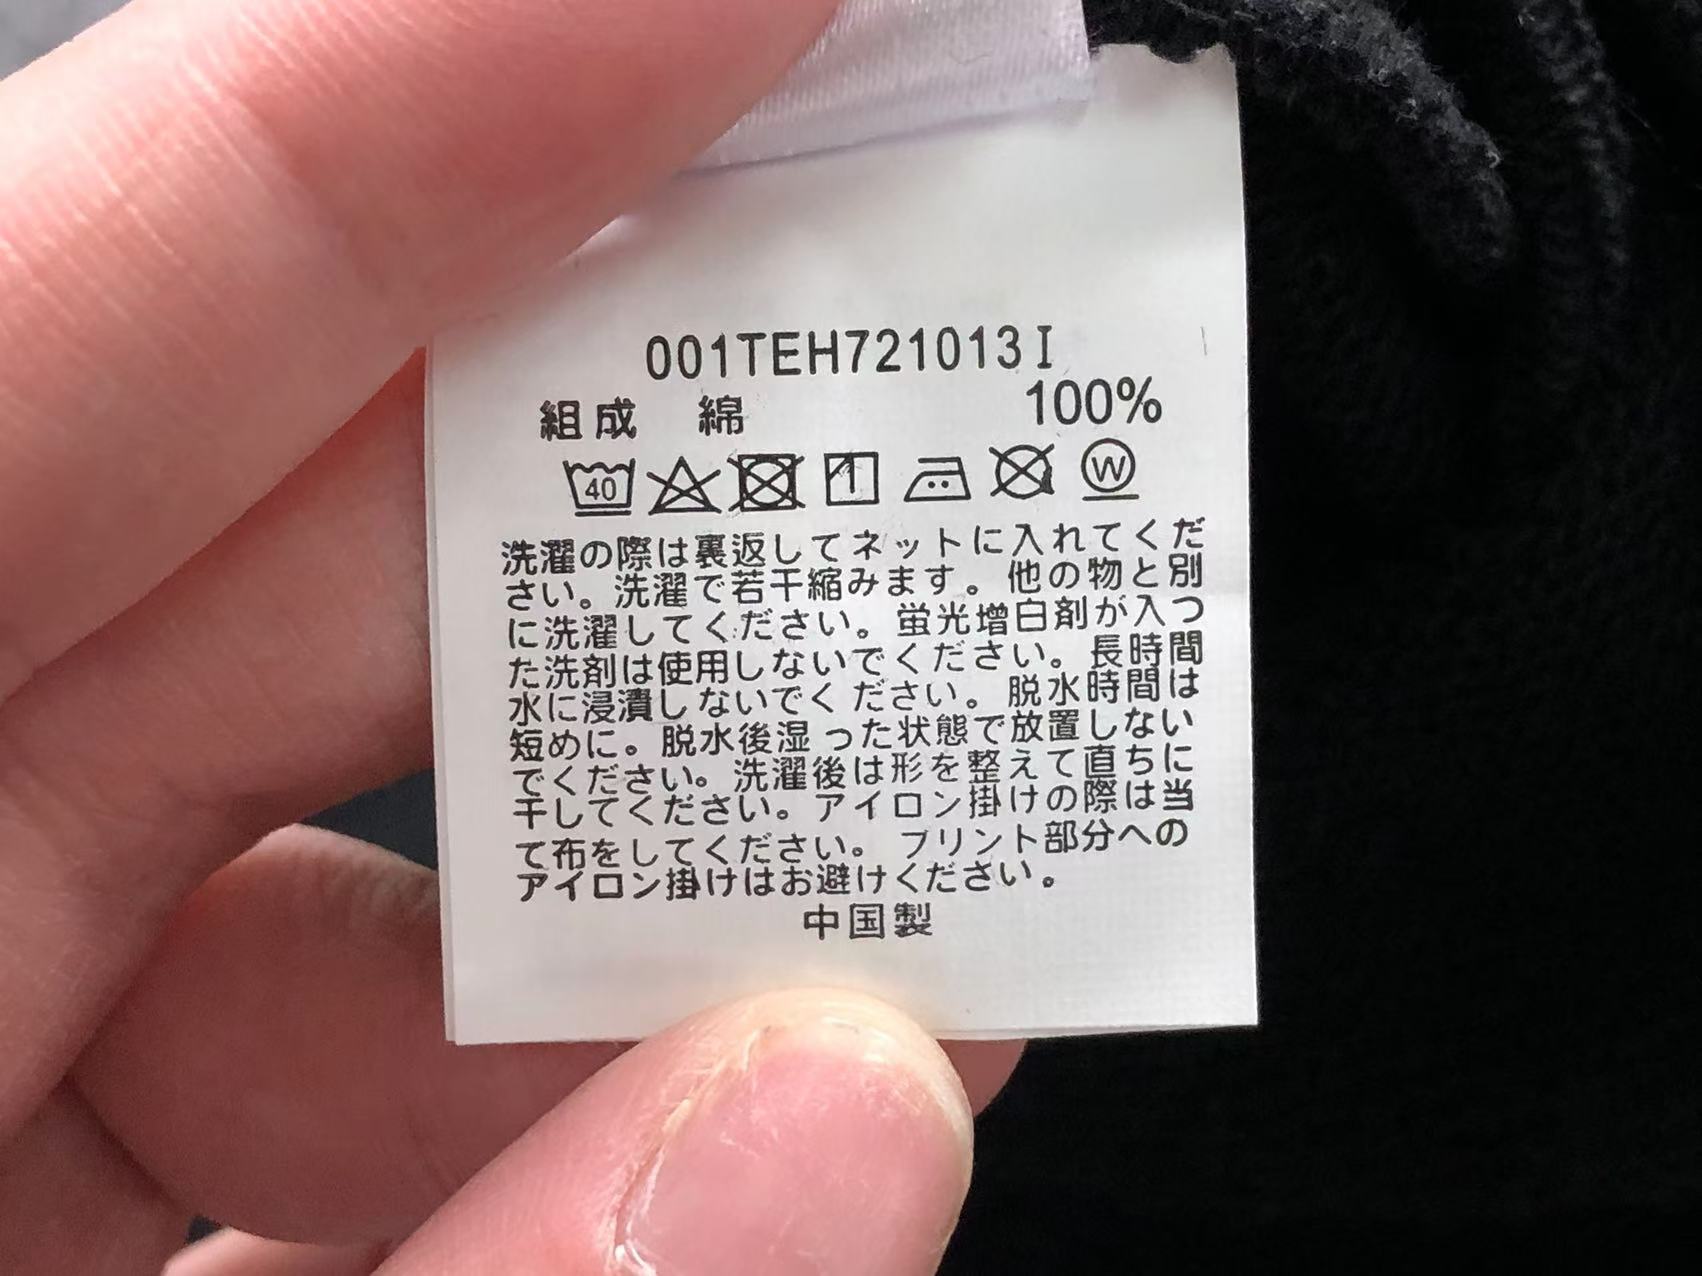 001TEH721013I
組成 綿 100%
40 W
洗濯の際は裏返してネットに入れてくだ
さい。洗濯で若干縮みます。他の物と別
に洗濯してください。蛍光増白剤が入つ
た洗剤は使用しないでください。長時間
水に浸漬しないでください。脱水時間は
短めに。脱水後湿った状態で放置しない
でください。洗濯後は形を整えて直ちに
干してください。アイロン掛けの際は当
て布をしてください。プリント部分への
アイロン掛けはお避けください。
中国製